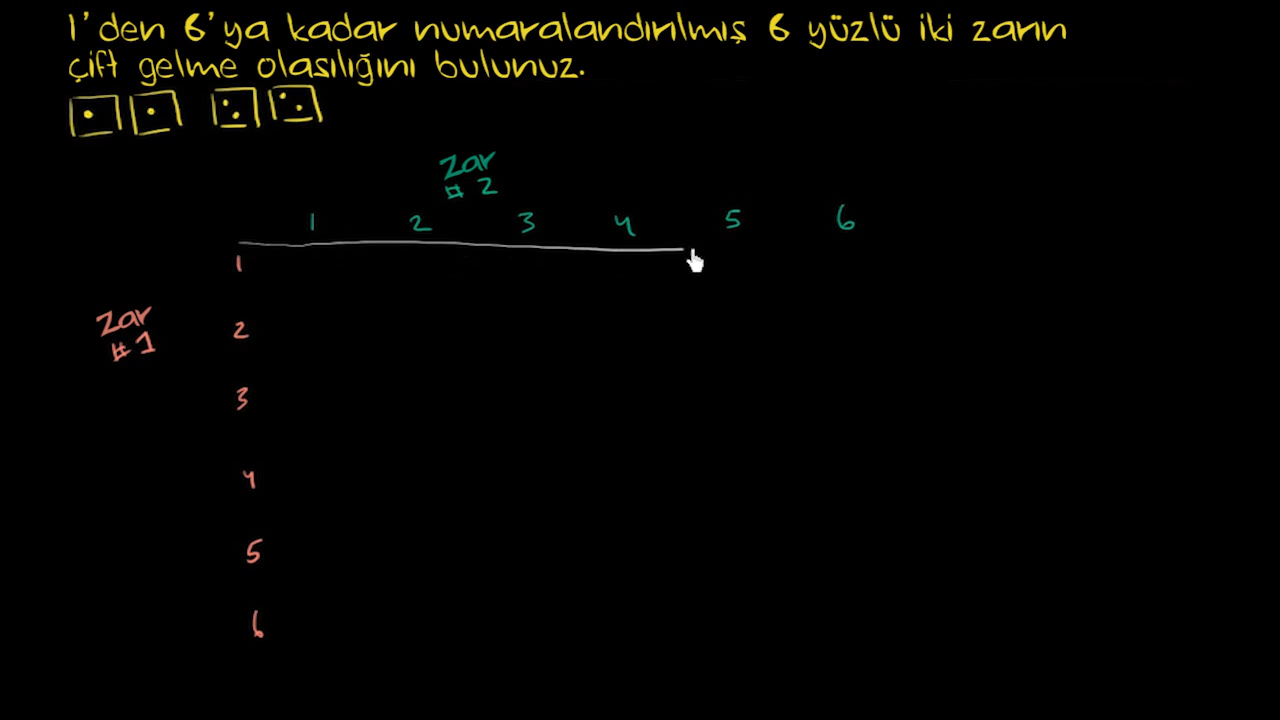 1'den 6'ya kadar numaralandırılmış 6 yüzlü iki zarın
çift gelme olasılığını bulunuz.
Zar
# 2
1 2 3 4 5 6
1
Zar
# 1
2
3
4
5
6